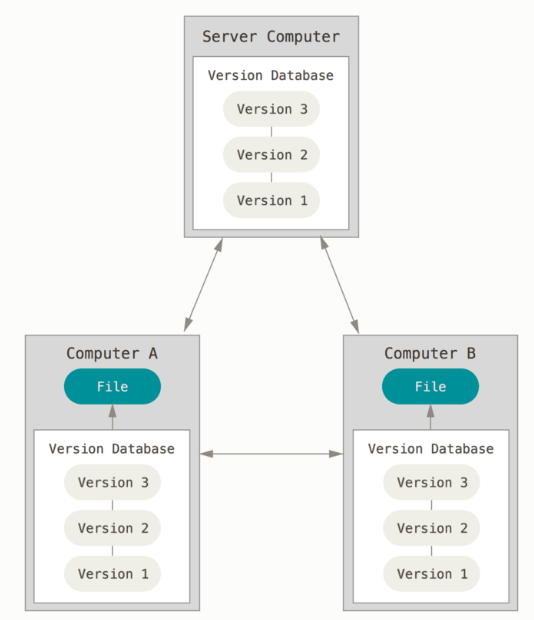 Server Computer
Version Database
Version 3
Version 2
Version 1
Computer A
File
Version Database
Version 3
Version 2
Version 1
Computer B
File
Version Database
Version 3
Version 2
Version 1